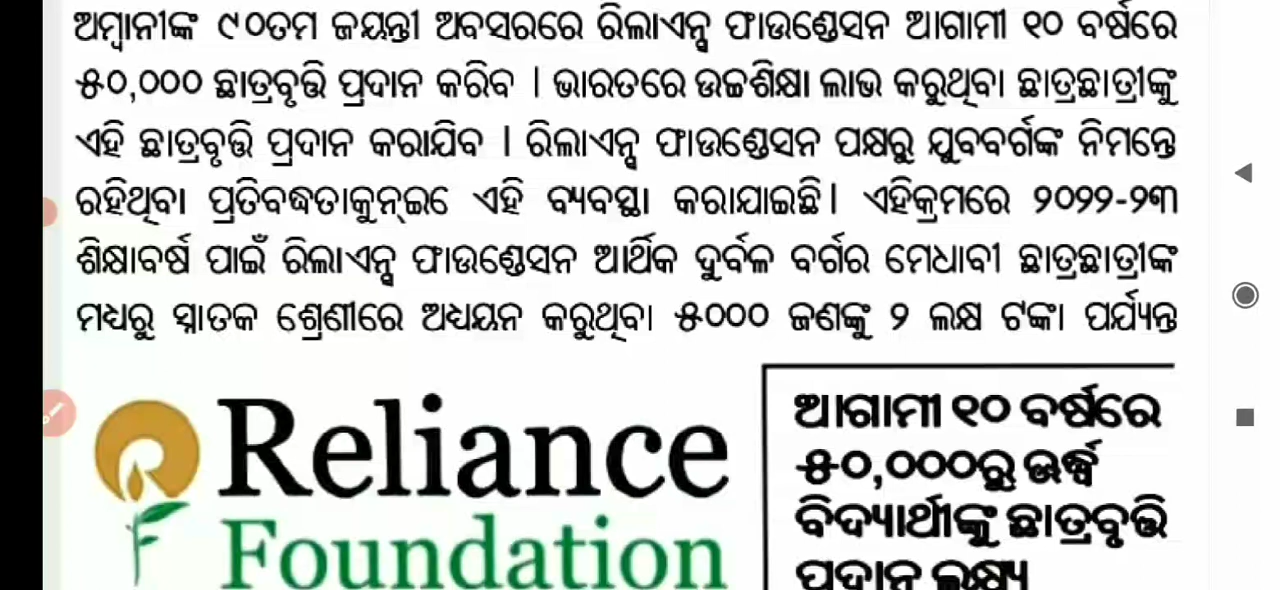 ଅମ୍ବାନୀଙ୍କ ୯୦ତମ ଜୟନ୍ତୀ ଅବସରରେ ରିଲାଏନ୍ସ ଫାଉଣ୍ଡେସନ ଆଗାମୀ ୧୦ ବର୍ଷରେ
୫୦,୦୦୦ ଛାତ୍ରବୃତ୍ତି ପ୍ରଦାନ କରିବ । ଭାରତରେ ଉଚ୍ଚଶିକ୍ଷା ଲାଭ କରୁଥିବା ଛାତ୍ରଛାତ୍ରୀଙ୍କୁ
ଏହି ଛାତ୍ରବୃତ୍ତି ପ୍ରଦାନ କରାଯିବ । ରିଲାଏନ୍ସ ଫାଉଣ୍ଡେସନ ପକ୍ଷରୁ ଯୁବବର୍ଗଙ୍କ ନିମନ୍ତେ
ରହିଥିବା ପ୍ରତିବଦ୍ଧତାକୁନ୍ଇେ ଏହି ବ୍ୟବସ୍ଥା କରାଯାଇଛି। ଏହିକ୍ରମରେ ୨୦୨୨-୨୩
ଶିକ୍ଷାବର୍ଷ ପାଇଁ ରିଲାଏନ୍ସ ଫାଉଣ୍ଡେସନ ଆର୍ଥିକ ଦୁର୍ବଳ ବର୍ଗର ମେଧାବୀ ଛାତ୍ରଛାତ୍ରୀଙ୍କ
ମଧ୍ୟରୁ ସ୍ନାତକ ଶ୍ରେଣୀରେ ଅଧ୍ୟୟନ କରୁଥିବା ୫୦୦୦ ଜଣଙ୍କୁ ୨ ଲକ୍ଷ ଟଙ୍କା ପର୍ଯ୍ୟନ୍ତ
Reliance
Foundation
ଆଗାମୀ ୧୦ ବର୍ଷରେ
୫୦,୦୦୦ରୁ ଊର୍ଦ୍ଧ୍ୱ
ବିଦ୍ୟାର୍ଥୀଙ୍କୁ ଛାତ୍ରବୃତ୍ତି
ପ୍ରଦାନ ଲକ୍ଷ୍ୟ